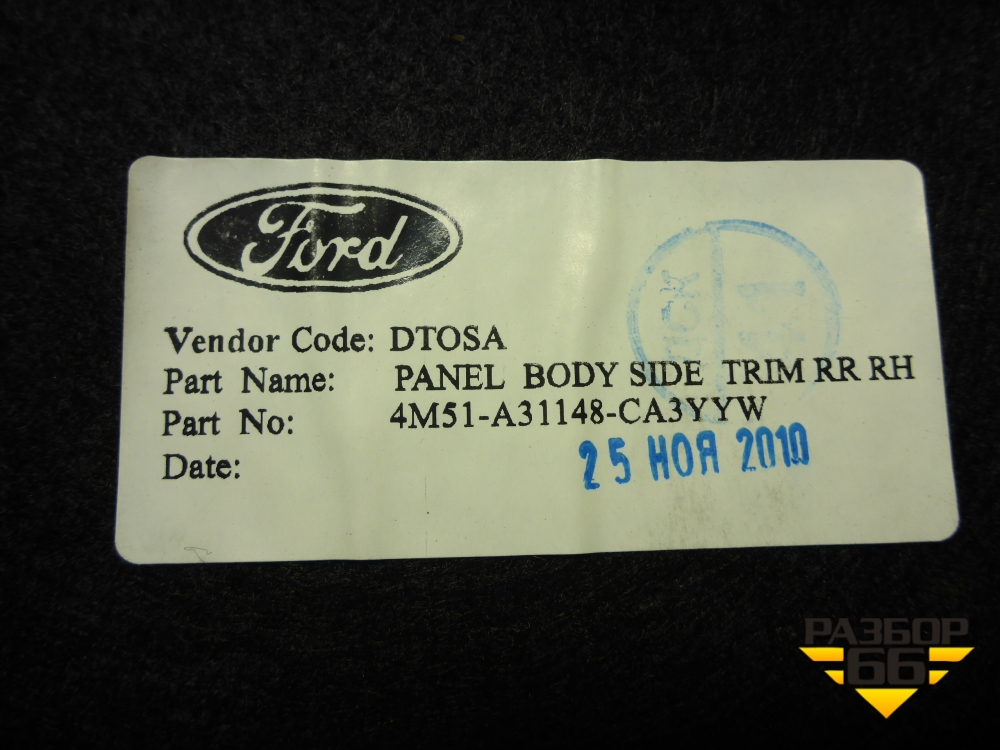 Ford
Vendor Code: DTOSA
Part Name: PANEL BODY SIDE TRIM RR RH
Part No: 4M51-A31148-CA3YYW
Date: 25 НОЯ 2010
РАЗБОР
66